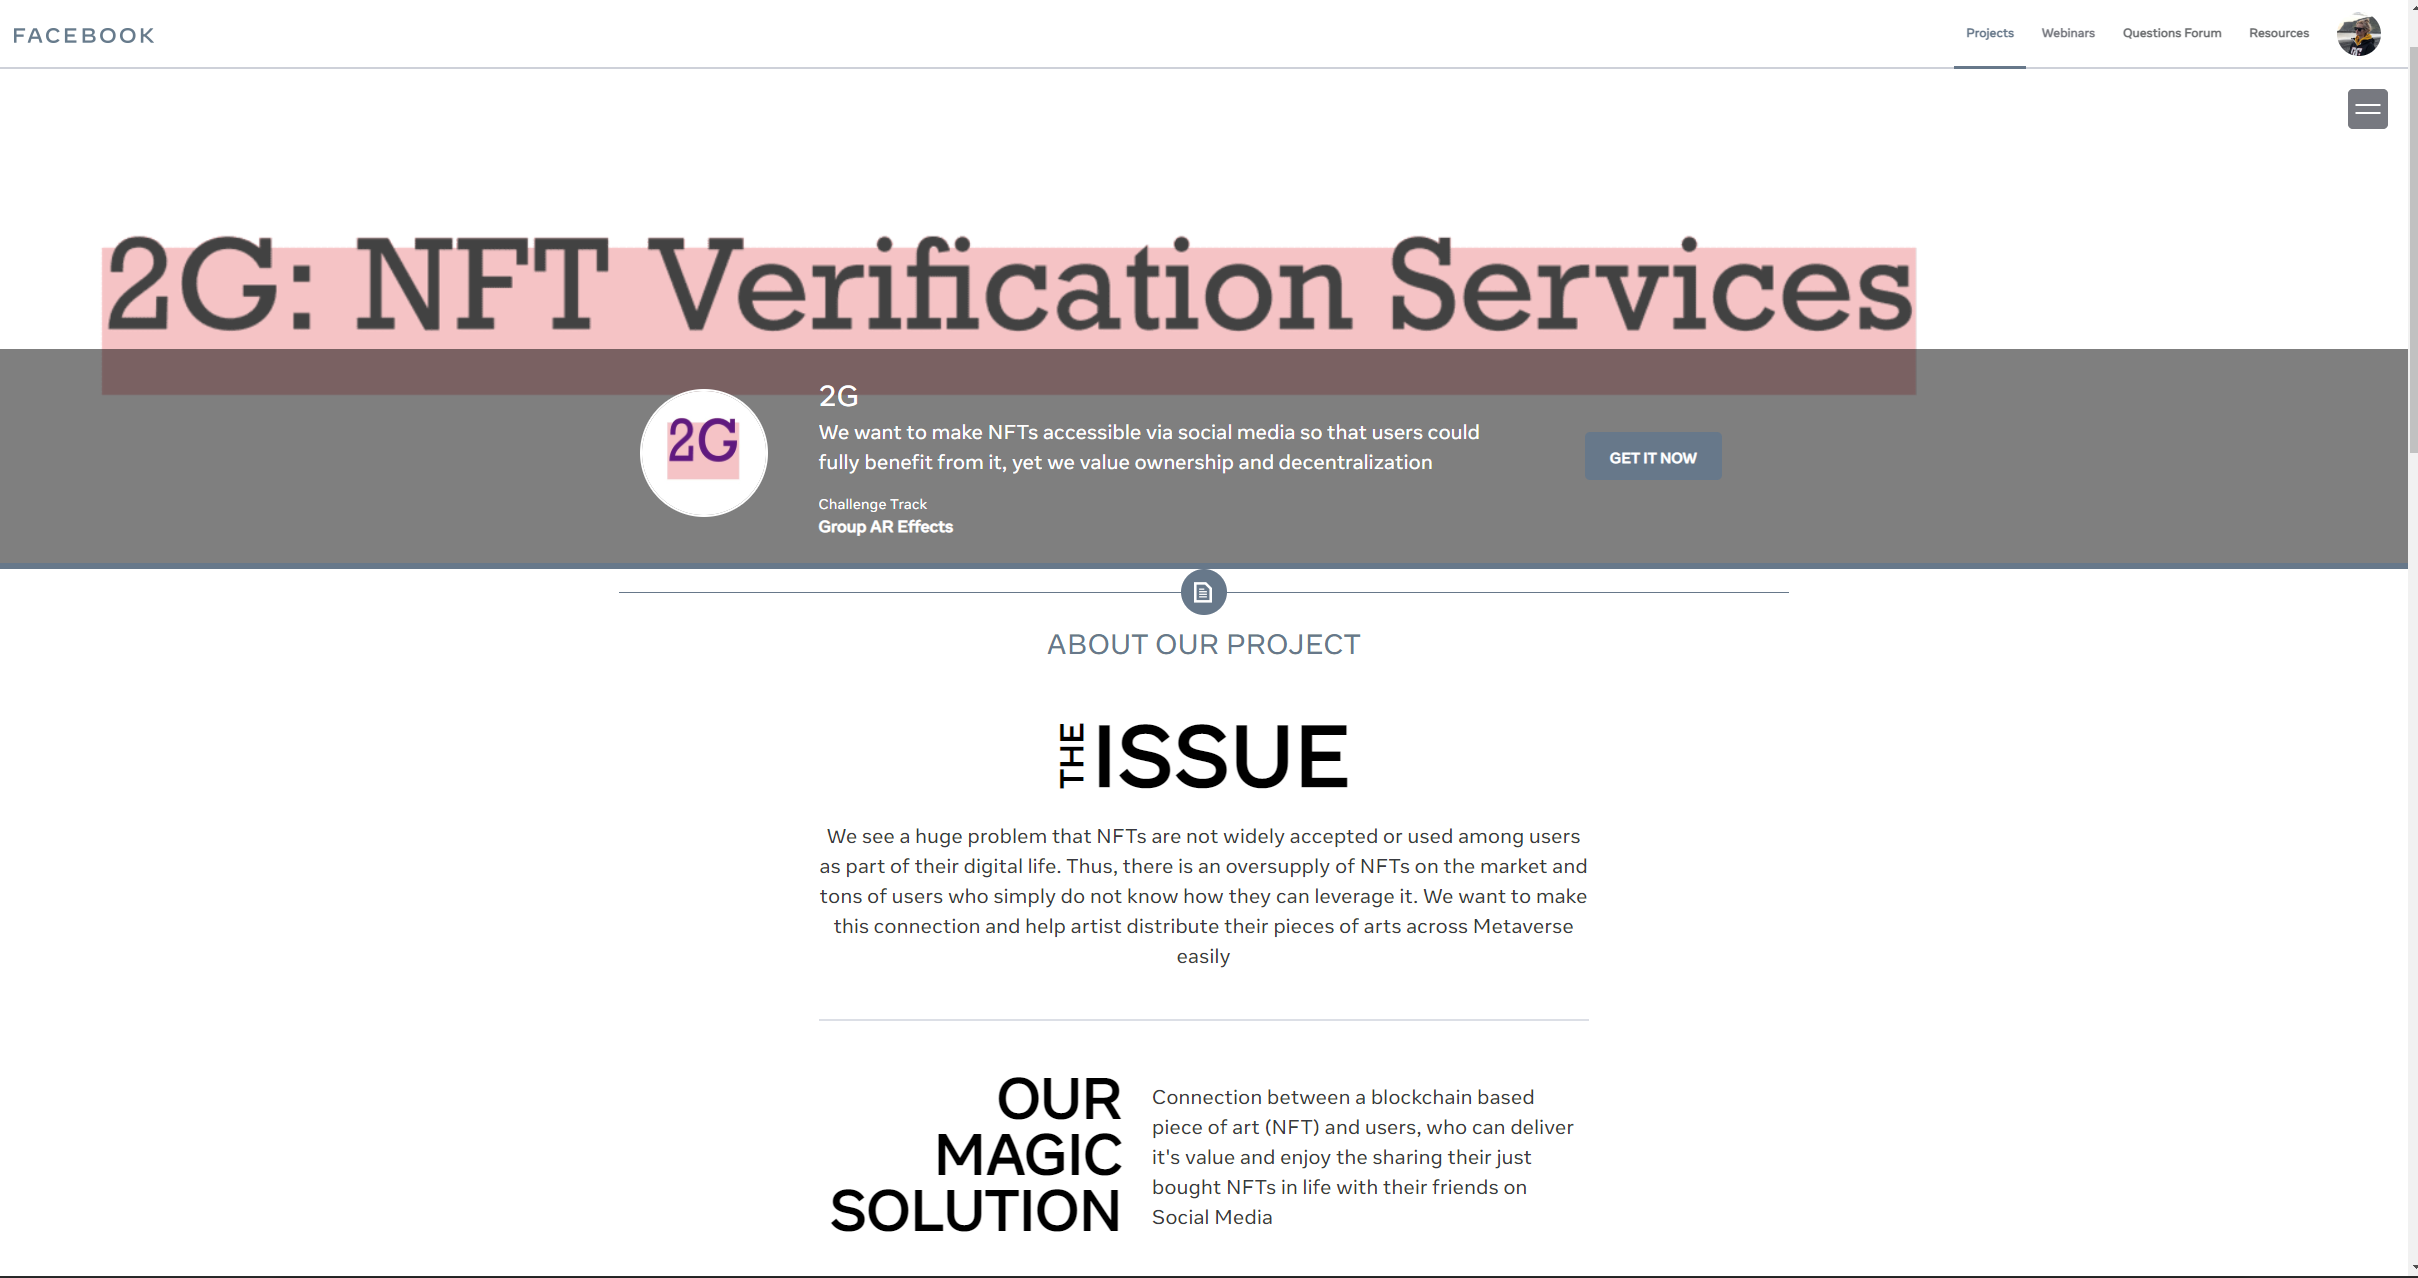 FACEBOOK
Projects Webinars Questions Forum Resources
2G: NFT Verification Services
2G
2G
We want to make NFTs accessible via social media so that users could
fully benefit from it, yet we value ownership and decentralization
GET IT NOW
Challenge Track
Group AR Effects
ABOUT OUR PROJECT
THE ISSUE
We see a huge problem that NFTs are not widely accepted or used among users
as part of their digital life. Thus, there is an oversupply of NFTs on the market and
tons of users who simply do not know how they can leverage it. We want to make
this connection and help artist distribute their pieces of arts across Metaverse
easily
OUR
MAGIC
SOLUTION
Connection between a blockchain based
piece of art (NFT) and users, who can deliver
it's value and enjoy the sharing their just
bought NFTs in life with their friends on
Social Media